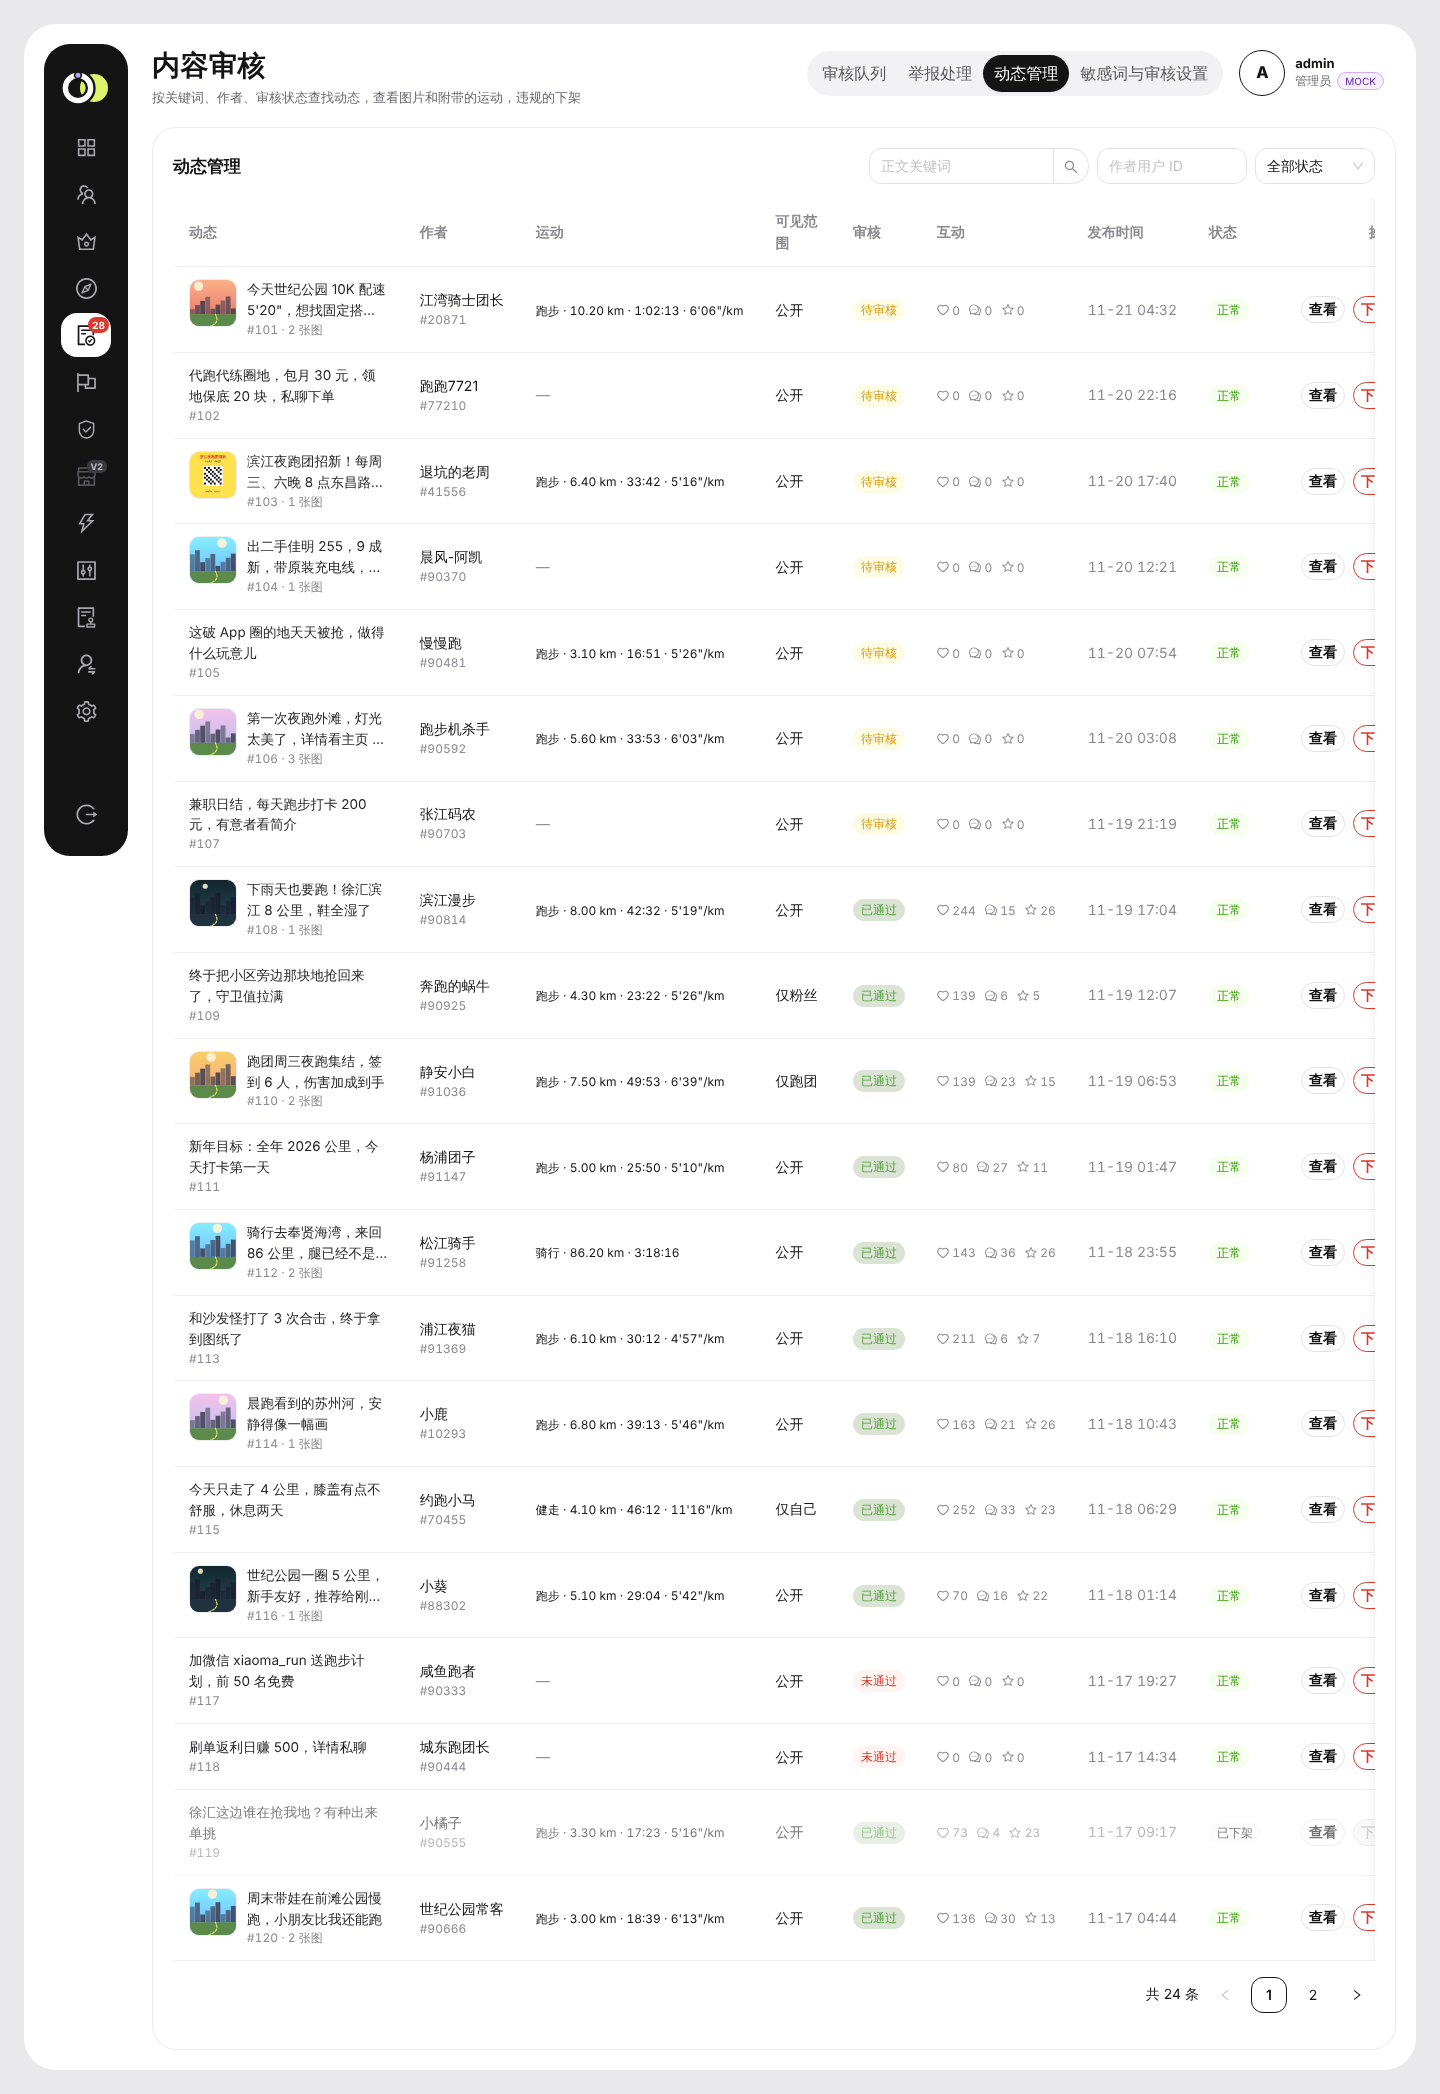 内容审核
按关键词、作者、审核状态查找动态，查看图片和附带的运动，违规的下架
审核队列 举报处理 动态管理 敏感词与审核设置
A
admin
管理员 MOCK
28
V2
动态管理
正文关键词 作者用户 ID 全部状态
动态 作者 运动 可见范围 审核 互动 发布时间 状态
今天世纪公园 10K 配速
5'20"，想找固定搭...
#101 · 2 张图
江湾骑士团长
#20871
跑步 · 10.20 km · 1:02:13 · 6'06"/km
公开 待审核 0 0 0 11-21 04:32 正常 查看 下
代跑代练圈地，包月 30 元，领
地保底 20 块，私聊下单
#102
跑跑7721
#77210
—
公开 待审核 0 0 0 11-20 22:16 正常 查看 下
滨江夜跑团招新！每周
三、六晚 8 点东昌路...
#103 · 1 张图
退坑的老周
#41556
跑步 · 6.40 km · 33:42 · 5'16"/km
公开 待审核 0 0 0 11-20 17:40 正常 查看 下
出二手佳明 255，9 成
新，带原装充电线，...
#104 · 1 张图
晨风-阿凯
#90370
—
公开 待审核 0 0 0 11-20 12:21 正常 查看 下
这破 App 圈的地天天被抢，做得
什么玩意儿
#105
慢慢跑
#90481
跑步 · 3.10 km · 16:51 · 5'26"/km
公开 待审核 0 0 0 11-20 07:54 正常 查看 下
第一次夜跑外滩，灯光
太美了，详情看主页 ...
#106 · 3 张图
跑步机杀手
#90592
跑步 · 5.60 km · 33:53 · 6'03"/km
公开 待审核 0 0 0 11-20 03:08 正常 查看 下
兼职日结，每天跑步打卡 200
元，有意者看简介
#107
张江码农
#90703
—
公开 待审核 0 0 0 11-19 21:19 正常 查看 下
下雨天也要跑！徐汇滨
江 8 公里，鞋全湿了
#108 · 1 张图
滨江漫步
#90814
跑步 · 8.00 km · 42:32 · 5'19"/km
公开 已通过 244 15 26 11-19 17:04 正常 查看 下
终于把小区旁边那块地抢回来
了，守卫值拉满
#109
奔跑的蜗牛
#90925
跑步 · 4.30 km · 23:22 · 5'26"/km
仅粉丝 已通过 139 6 5 11-19 12:07 正常 查看 下
跑团周三夜跑集结，签
到 6 人，伤害加成到手
#110 · 2 张图
静安小白
#91036
跑步 · 7.50 km · 49:53 · 6'39"/km
仅跑团 已通过 139 23 15 11-19 06:53 正常 查看 下
新年目标：全年 2026 公里，今
天打卡第一天
#111
杨浦团子
#91147
跑步 · 5.00 km · 25:50 · 5'10"/km
公开 已通过 80 27 11 11-19 01:47 正常 查看 下
骑行去奉贤海湾，来回
86 公里，腿已经不是...
#112 · 2 张图
松江骑手
#91258
骑行 · 86.20 km · 3:18:16
公开 已通过 143 36 26 11-18 23:55 正常 查看 下
和沙发怪打了 3 次合击，终于拿
到图纸了
#113
浦江夜猫
#91369
跑步 · 6.10 km · 30:12 · 4'57"/km
公开 已通过 211 6 7 11-18 16:10 正常 查看 下
晨跑看到的苏州河，安
静得像一幅画
#114 · 1 张图
小鹿
#10293
跑步 · 6.80 km · 39:13 · 5'46"/km
公开 已通过 163 21 26 11-18 10:43 正常 查看 下
今天只走了 4 公里，膝盖有点不
舒服，休息两天
#115
约跑小马
#70455
健走 · 4.10 km · 46:12 · 11'16"/km
仅自己 已通过 252 33 23 11-18 06:29 正常 查看 下
世纪公园一圈 5 公里，
新手友好，推荐给刚...
#116 · 1 张图
小葵
#88302
跑步 · 5.10 km · 29:04 · 5'42"/km
公开 已通过 70 16 22 11-18 01:14 正常 查看 下
加微信 xiaoma_run 送跑步计
划，前 50 名免费
#117
咸鱼跑者
#90333
—
公开 未通过 0 0 0 11-17 19:27 正常 查看 下
刷单返利日赚 500，详情私聊
#118
城东跑团长
#90444
—
公开 未通过 0 0 0 11-17 14:34 正常 查看 下
徐汇这边谁在抢我地？有种出来
单挑
#119
小橘子
#90555
跑步 · 3.30 km · 17:23 · 5'16"/km
公开 已通过 73 4 23 11-17 09:17 已下架 查看 下
周末带娃在前滩公园慢
跑，小朋友比我还能跑
#120 · 2 张图
世纪公园常客
#90666
跑步 · 3.00 km · 18:39 · 6'13"/km
公开 已通过 136 30 13 11-17 04:44 正常 查看 下
共 24 条 1 2